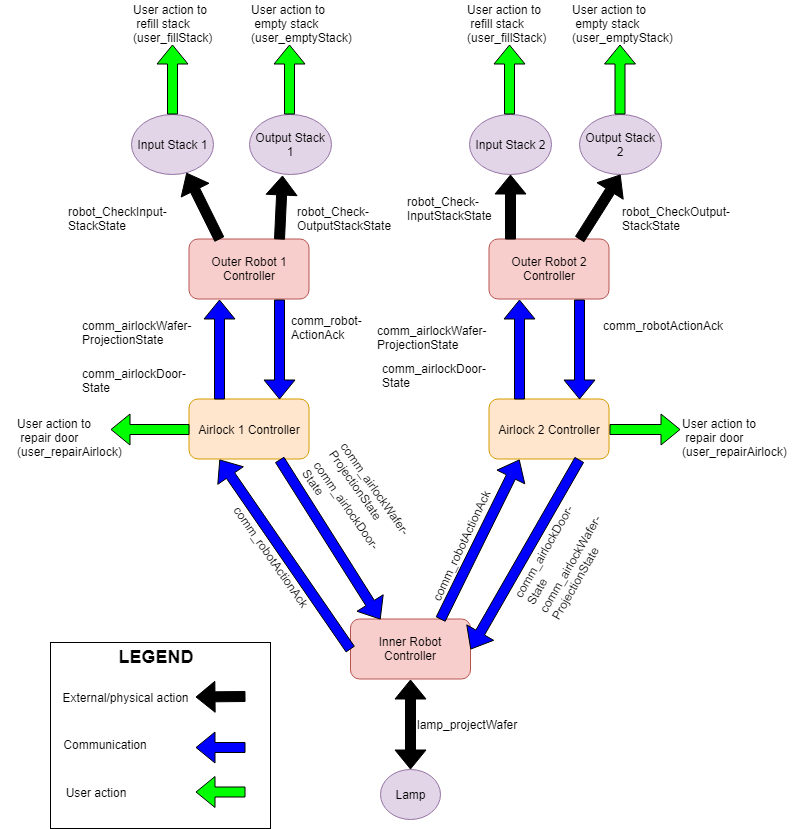 User action to
refill stack
(user_fillStack)
User action to
empty stack
(user_emptyStack)
User action to
refill stack
(user_fillStack)
User action to
empty stack
(user_emptyStack)
Input Stack 1
Output Stack
1
Input Stack 2
Output Stack
2
robot_CheckInput-
StackState
robot_Check-
OutputStackState
robot_Check-
InputStackState
robot_CheckOutput-
StackState
Outer Robot 1
Controller
Outer Robot 2
Controller
comm_airlockWafer-
ProjectionState
comm_airlockDoor-
State
comm_robot-
ActionAck
comm_airlockWafer-
ProjectionState
comm_airlockDoor-
State
comm_robotActionAck
User action to
repair door
(user_repairAirlock)
Airlock 1 Controller
Airlock 2 Controller
User action to
repair door
(user_repairAirlock)
comm_robotActionAck
comm_airlockWafer-
ProjectionState
comm_airlockDoor-
State
comm_robotActionAck
comm_airlockDoor-
State
comm_airlockWafer-
ProjectionState
Inner Robot
Controller
lamp_projectWafer
Lamp
LEGEND
External/physical action
Communication
User action